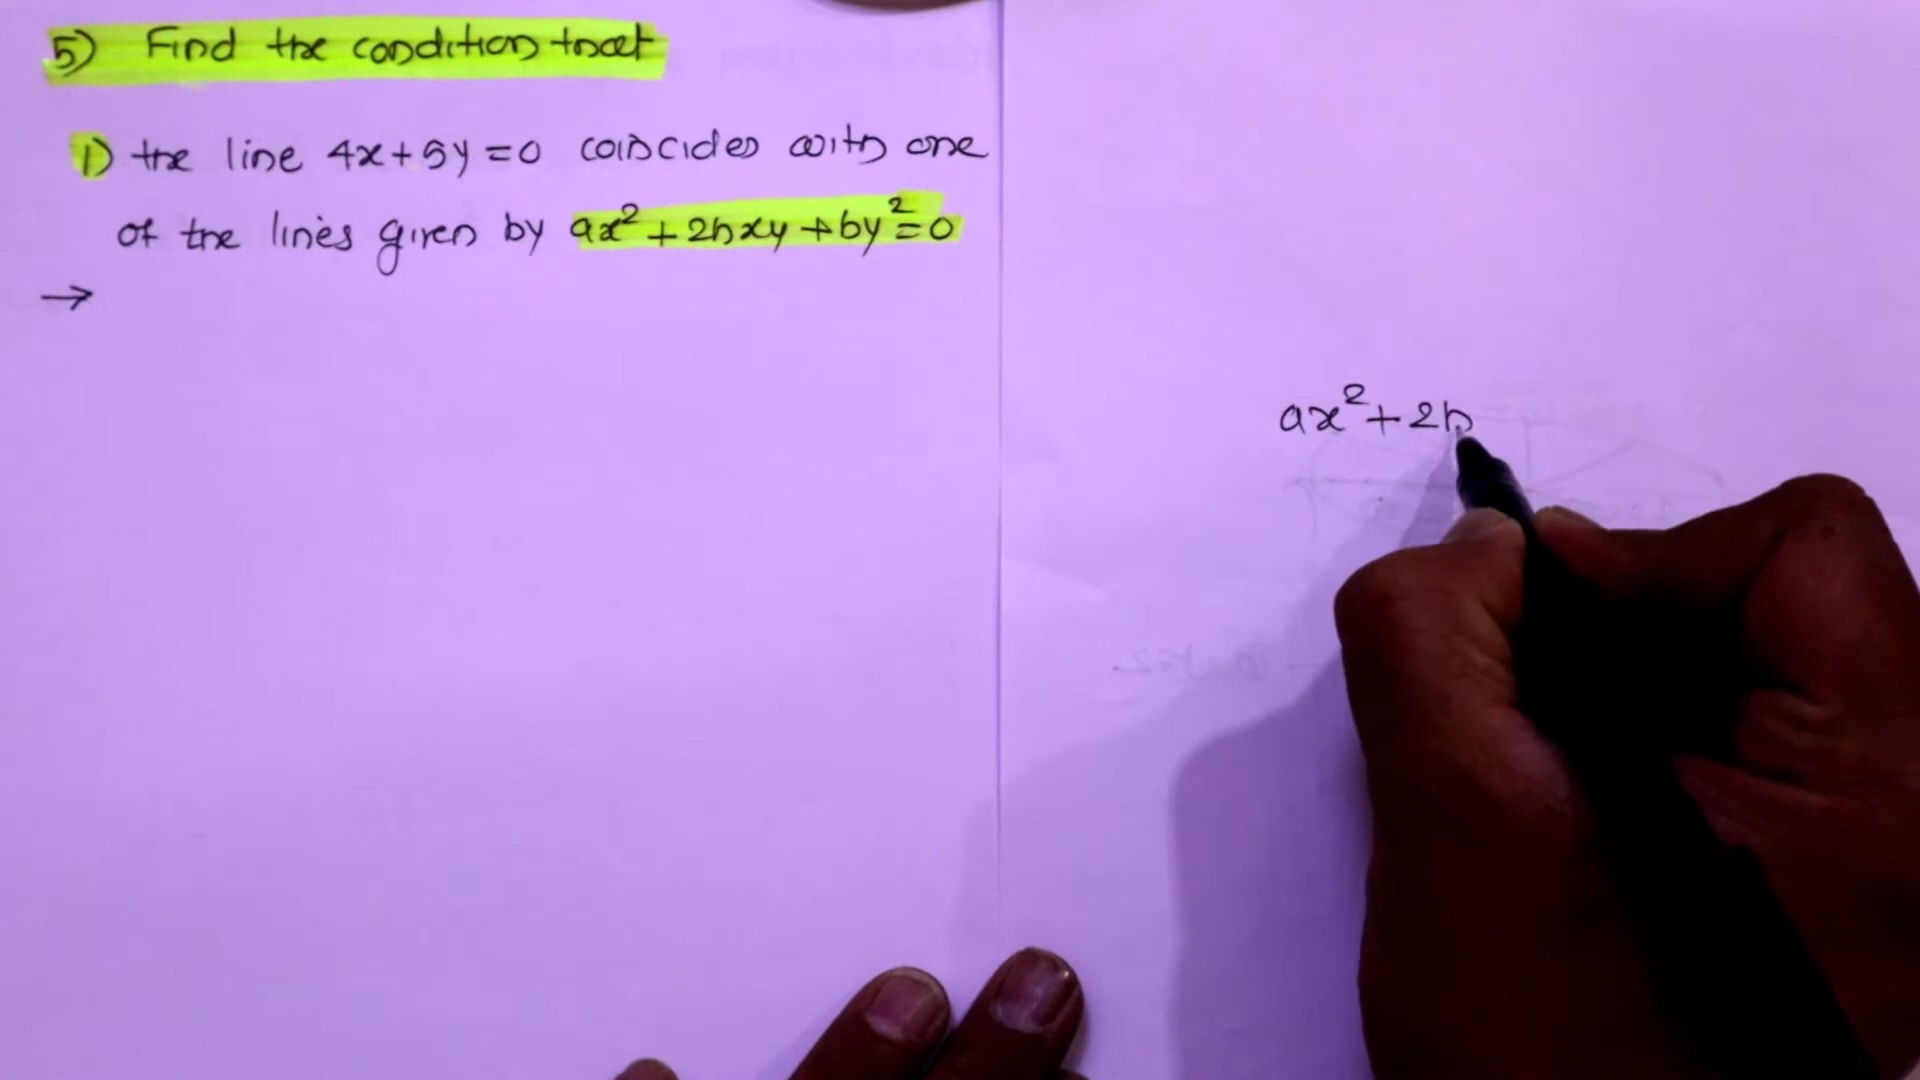 5) Find the condition that
1) the line 4x+5y=0 coincides with one
of the lines given by ax²+2hxy+by²=0
→
ax²+2h